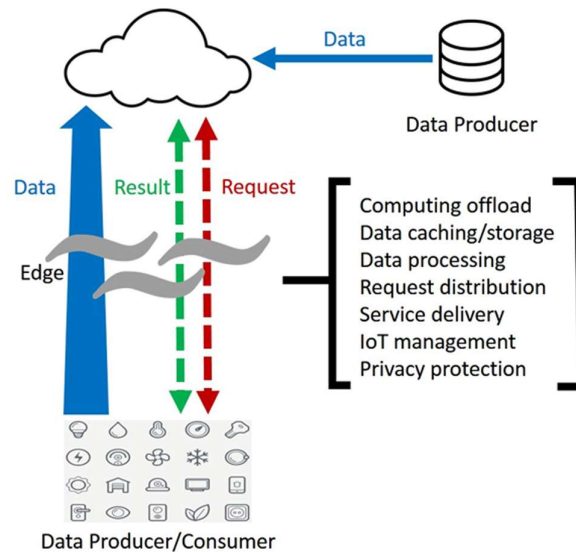 Data
Data Producer
Data
Result
Request
Edge
Computing offload
Data caching/storage
Data processing
Request distribution
Service delivery
IoT management
Privacy protection
Data Producer/Consumer